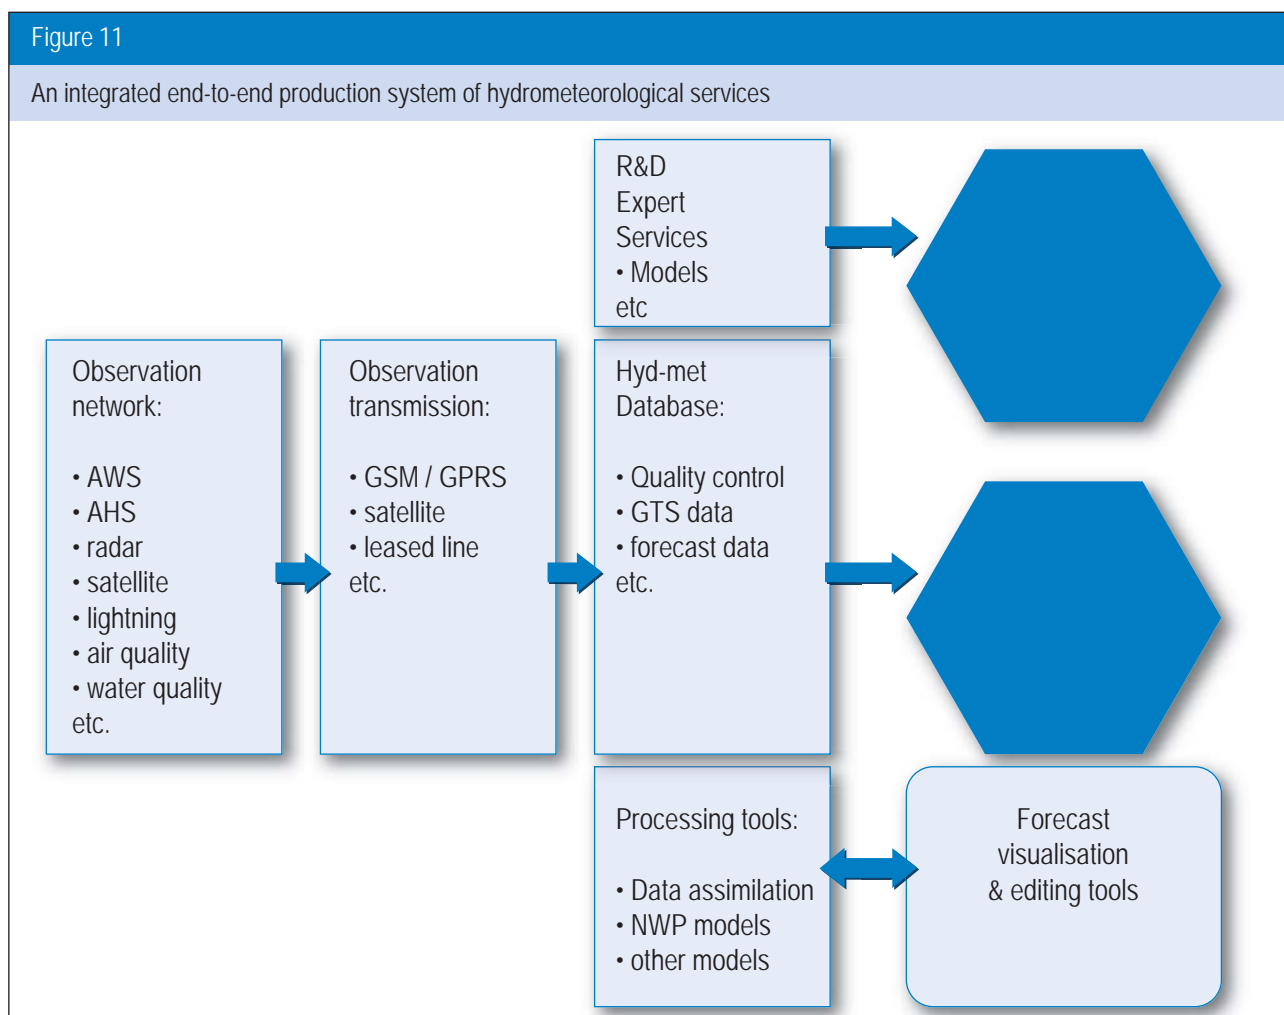 Figure 11
An integrated end-to-end production system of hydrometeorological services
R&D
Expert
Services
• Models
etc
Observation
network:
• AWS
• AHS
• radar
• satellite
• lightning
• air quality
• water quality
etc.
Observation
transmission:
• GSM / GPRS
• satellite
• leased line
etc.
Hyd-met
Database:
• Quality control
• GTS data
• forecast data
etc.
Processing tools:
• Data assimilation
• NWP models
• other models
Forecast
visualisation
& editing tools